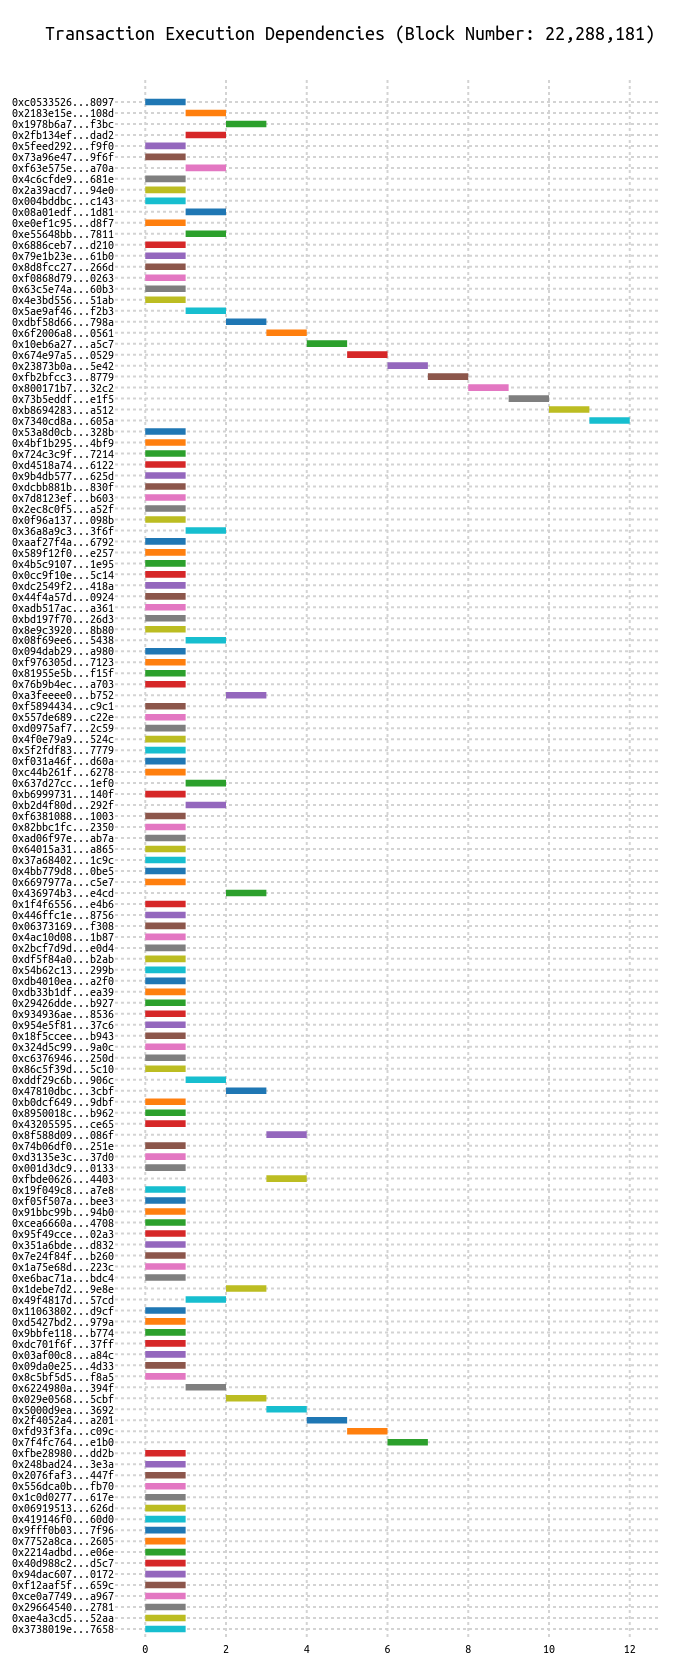 Transaction Execution Dependencies (Block Number: 22,288,181)
0xc0533526...8097
0x2183e15e...108d
0x1978b6a7...f3bc
0x2fb134ef...dad2
0x5feed292...f9f0
0x73a96e47...9f6f
0xf63e575e...a70a
0x4c6cfde9...681e
0x2a39acd7...94e0
0x004bddbc...c143
0x08a01edf...1d81
0xe0ef1c95...d8f7
0xe55648bb...7811
0x6886ceb7...d210
0x79e1b23e...61b0
0x8d8fcc27...266d
0xf0868d79...0263
0x63c5e74a...60b3
0x4e3bd556...51ab
0x5ae9af46...f2b3
0xdbf58d66...798a
0x6f2006a8...0561
0x10eb6a27...a5c7
0x674e97a5...0529
0x23873b0a...5e42
0xfb2bfcc3...8779
0x800171b7...32c2
0x73b5eddf...e1f5
0xb8694283...a512
0x7340cd8a...605a
0x53a8d0cb...328b
0x4bf1b295...4bf9
0x724c3c9f...7214
0xd4518a74...6122
0x9b4db577...625d
0xdcbb881b...830f
0x7d8123ef...b603
0x2ec8c0f5...a52f
0x0f96a137...098b
0x36a8a9c3...3f6f
0xaaf27f4a...6792
0x589f12f0...e257
0x4b5c9107...1e95
0x0cc9f10e...5c14
0xdc2549f2...418a
0x44f4a57d...0924
0xadb517ac...a361
0xbd197f70...26d3
0x8e9c3920...8b80
0x08f69ee6...5438
0x094dab29...a980
0xf976305d...7123
0x81955e5b...f15f
0x76b9b4ec...a703
0xa3feeee0...b752
0xf5894434...c9c1
0x557de689...c22e
0xd0975af7...2c59
0x4f0e79a9...524c
0x5f2fdf83...7779
0xf031a46f...d60a
0xc44b261f...6278
0x637d27cc...1ef0
0xb6999731...140f
0xb2d4f80d...292f
0xf6381088...1003
0x82bbc1fc...2350
0xad06f97e...ab7a
0x64015a31...a865
0x37a68402...1c9c
0x4bb779d8...0be5
0x6697977a...c5e7
0x436974b3...e4cd
0x1f4f6556...e4b6
0x446ffc1e...8756
0x06373169...f308
0x4ac10d08...1b87
0x2bcf7d9d...e0d4
0xdf5f84a0...b2ab
0x54b62c13...299b
0xdb4010ea...a2f0
0xdb33b1df...ea39
0x29426dde...b927
0x934936ae...8536
0x954e5f81...37c6
0x18f5ccee...b943
0x324d5c99...9a0c
0xc6376946...250d
0x86c5f39d...5c10
0xddf29c6b...906c
0x47810dbc...3cbf
0xb0dcf649...9dbf
0x8950018c...b962
0x43205595...ce65
0x8f588d09...086f
0x74b06df0...251e
0xd3135e3c...37d0
0x001d3dc9...0133
0xfbde0626...4403
0x19f049c8...a7e8
0xf05f507a...bee3
0x91bbc99b...94b0
0xcea6660a...4708
0x95f49cce...02a3
0x351a6bde...d832
0x7e24f84f...b260
0x1a75e68d...223c
0xe6bac71a...bdc4
0x1debe7d2...9e8e
0x49f4817d...57cd
0x11063802...d9cf
0xd5427bd2...979a
0x9bbfe118...b774
0xdc701f6f...37ff
0x03af00c8...a84c
0x09da0e25...4d33
0x8c5bf5d5...f8a5
0x6224980a...394f
0x029e0568...5cbf
0x5000d9ea...3692
0x2f4052a4...a201
0xfd93f3fa...c09c
0x7f4fc764...e1b0
0xfbe28980...dd2b
0x248bad24...3e3a
0x2076faf3...447f
0x556dca0b...fb70
0x1c0d0277...617e
0x06919513...626d
0x419146f0...60d0
0x9fff0b03...7f96
0x7752a8ca...2605
0x2214adbd...e06e
0x40d988c2...d5c7
0x94dac607...0172
0xf12aaf5f...659c
0xce0a7749...a967
0x29664540...2781
0xae4a3cd5...52aa
0x3738019e...7658
0 2 4 6 8 10 12